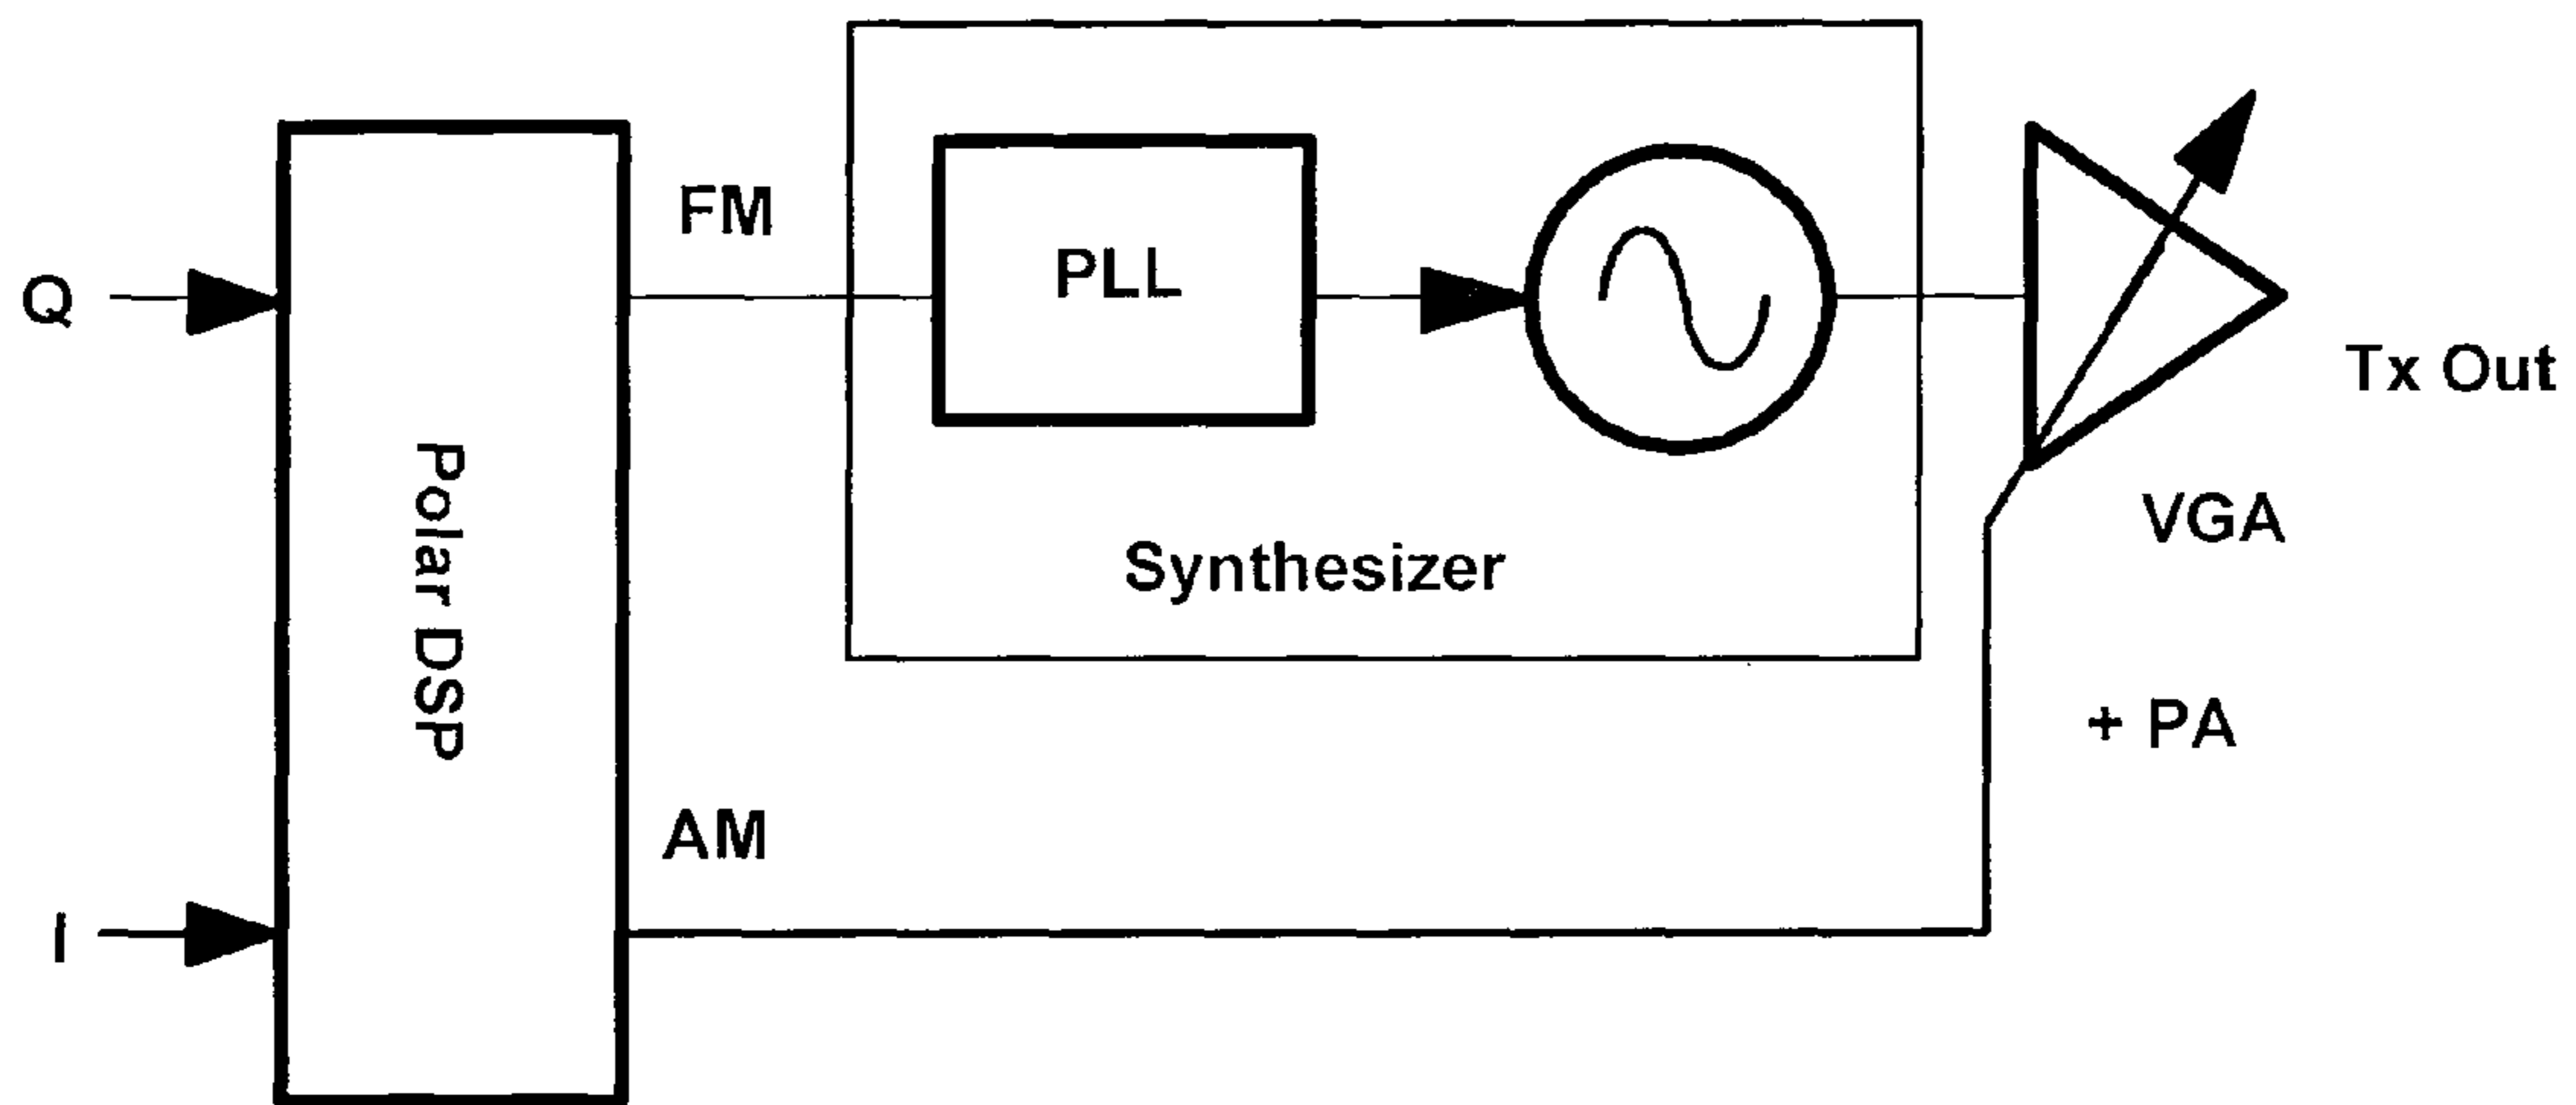 FM
Q
PLL
Tx Out
Polar DSP
Synthesizer
VGA
+ PA
AM
I